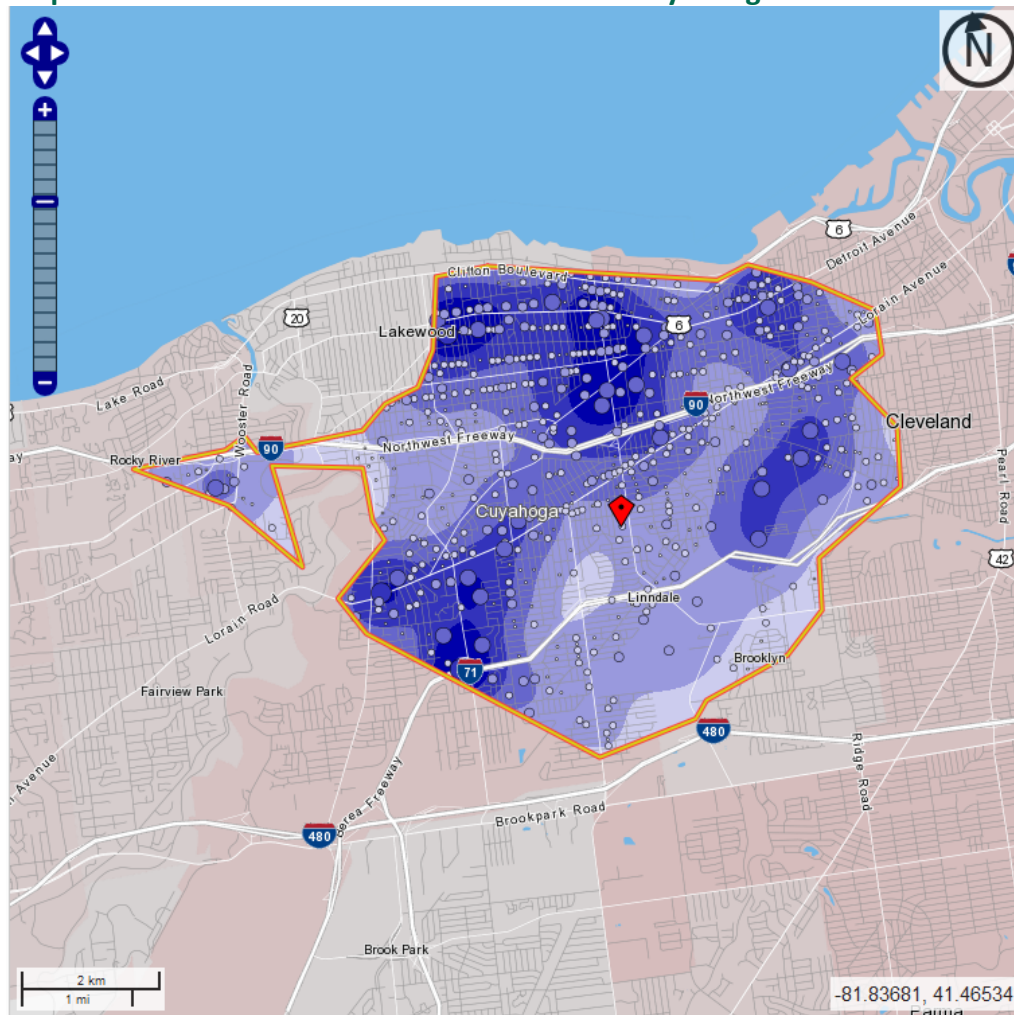 N
6
Detroit Avenue
Clifton Boulevard
Lorain Avenue
20
6
Lakewood
Lake Road
Wooster Road
90
Northwest Freeway
Cleveland
90
Northwest Freeway
Rocky River
Pearl Road
Cuyahoga
42
Linndale
Lorain Road
Brooklyn
71
Fairview Park
480
Ridge Road
Berea Freeway
Brookpark Road
480
Brook Park
2 km
1 mi
-81.83681, 41.46534